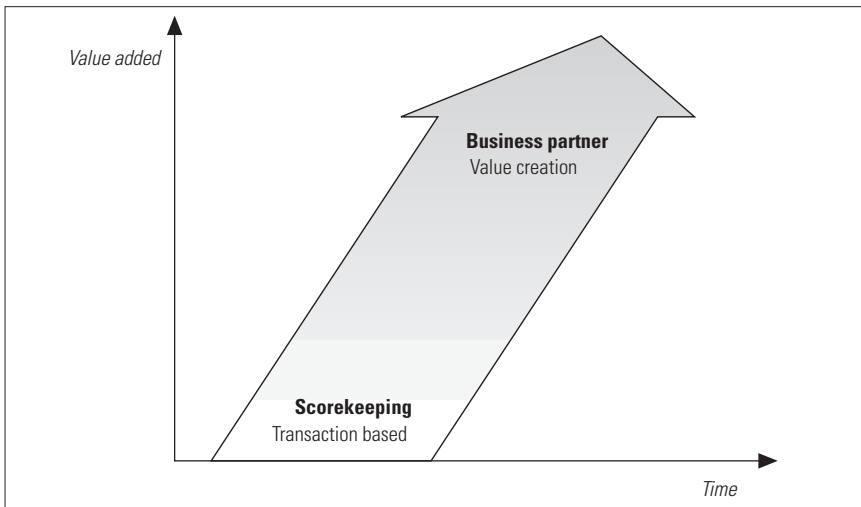 Value added
Business partner
Value creation
Scorekeeping
Transaction based
Time